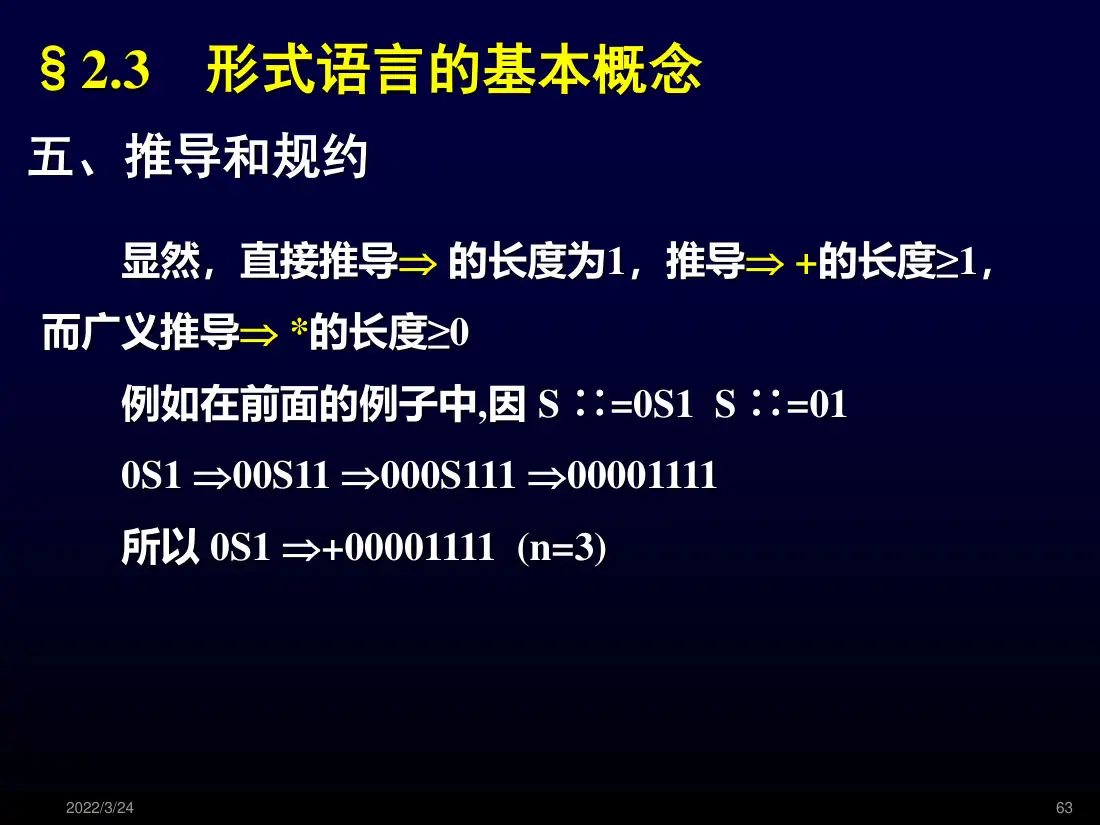 §2.3 形式语言的基本概念
五、推导和规约
显然，直接推导⇒ 的长度为1，推导⇒ +的长度≥1，
而广义推导⇒ *的长度≥0
例如在前面的例子中,因 S ∷=0S1 S ∷=01
0S1 ⇒00S11 ⇒000S111 ⇒00001111
所以 0S1 ⇒+00001111 (n=3)
2022/3/24
63